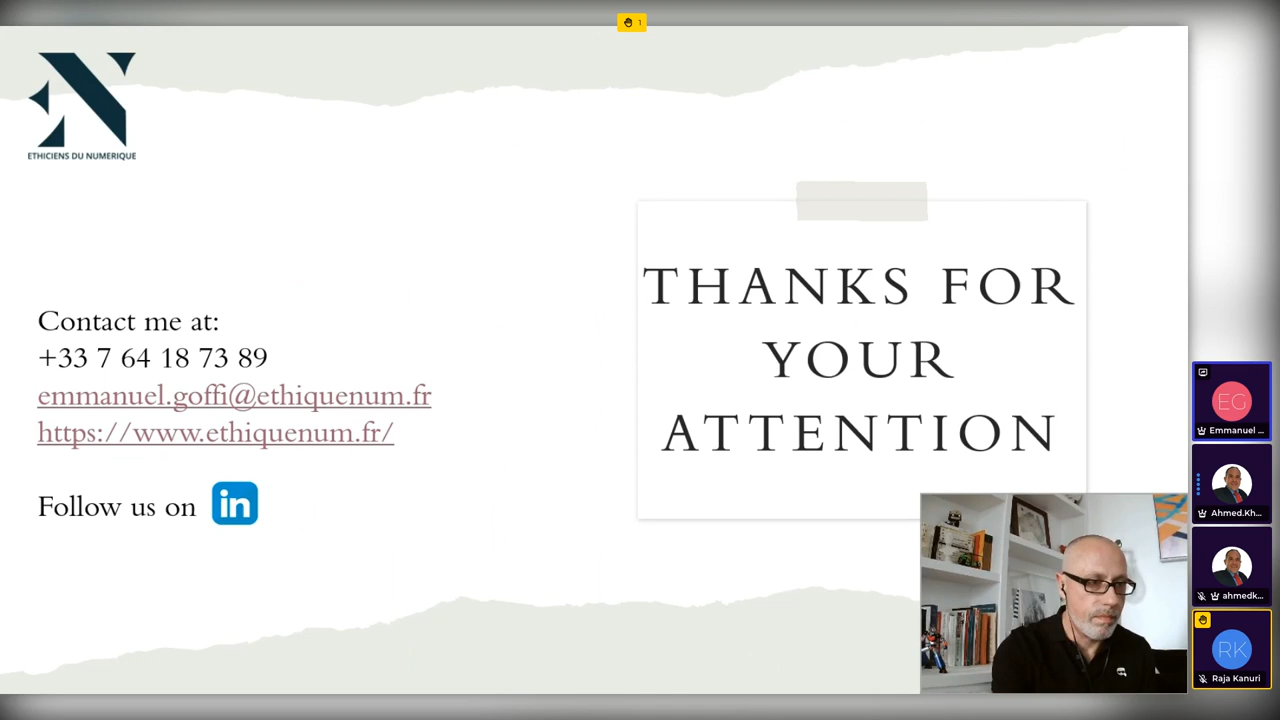 1
ETHICIENS DU NUMERIQUE
Contact me at:
+33 7 64 18 73 89
emmanuel.goffi@ethiquenum.fr
https://www.ethiquenum.fr/
Follow us on in
THANKS FOR
YOUR
ATTENTION
EG
Emmanuel ...
Ahmed.Kh...
ahmedk...
RK
Raja Kanuri